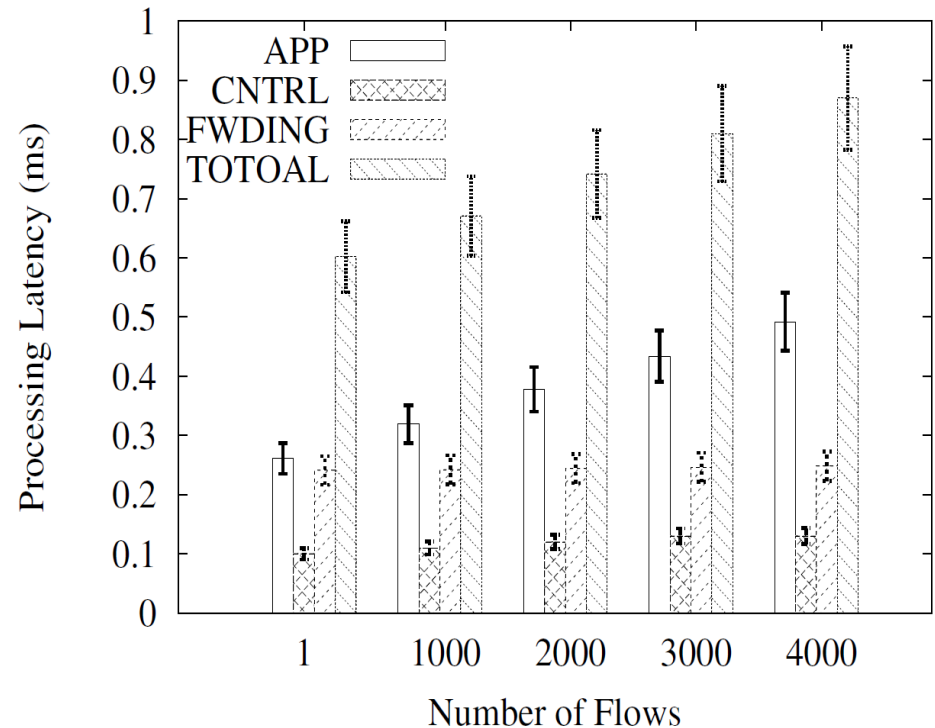 1
0.9
0.8
0.7
0.6
0.5
0.4
0.3
0.2
0.1
0
Processing Latency (ms)
APP
CNTRL
FWDING
TOTOAL
1 1000 2000 3000 4000
Number of Flows